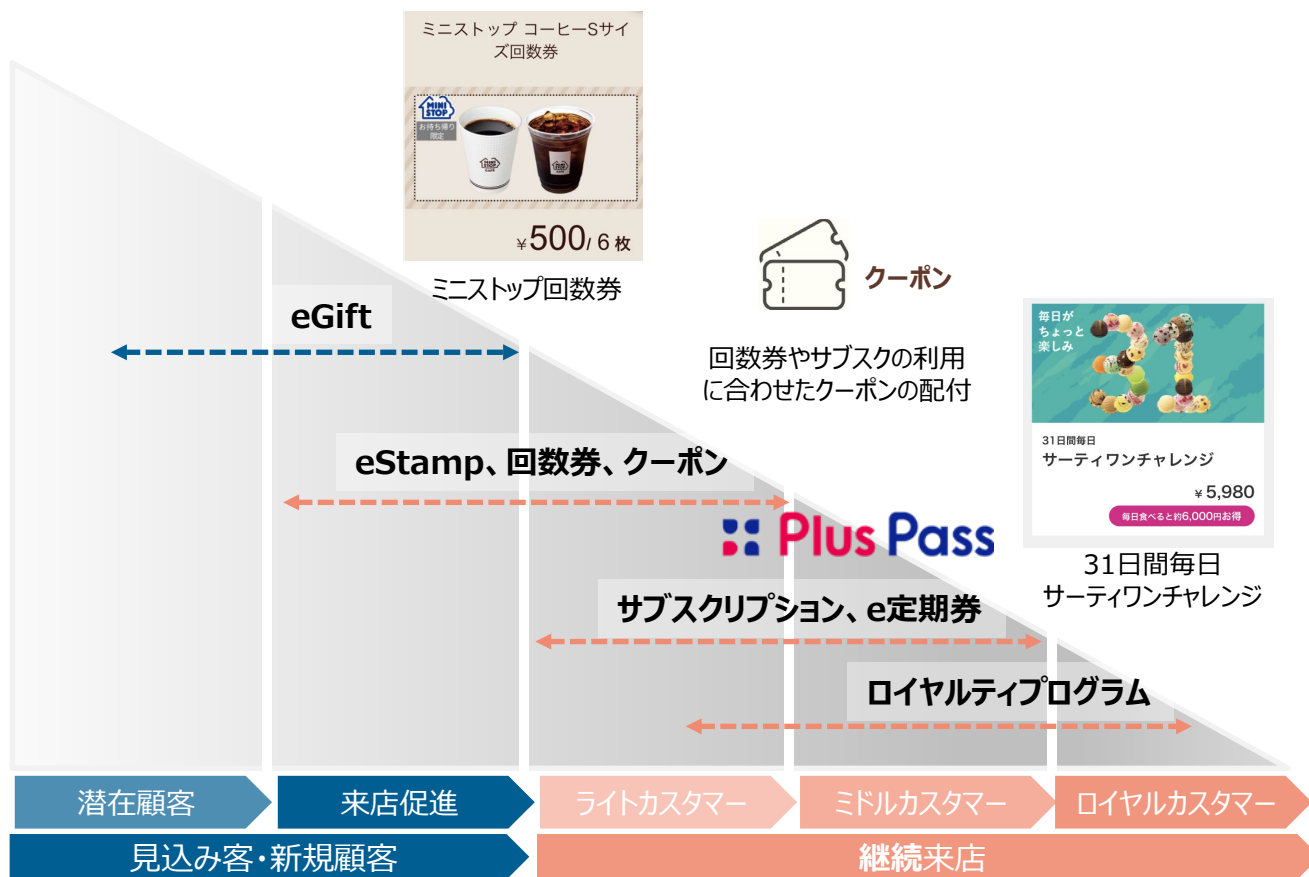 ミニストップ コーヒーSサイ
ズ回数券
MINI
STOP
お持ち帰り
限定
¥500/ 6 枚
ミニストップ回数券
eGift
クーポン
回数券やサブスクの利用
に合わせたクーポンの配付
毎日が
ちょっと
楽しみ
31日間毎日
サーティワンチャレンジ
¥ 5,980
毎日食べると約6,000円お得
31日間毎日
サーティワンチャレンジ
eStamp、回数券、クーポン
Plus Pass
サブスクリプション、e定期券
ロイヤルティプログラム
潜在顧客
来店促進
ライトカスタマー
ミドルカスタマー
ロイヤルカスタマー
見込み客・新規顧客
継続来店